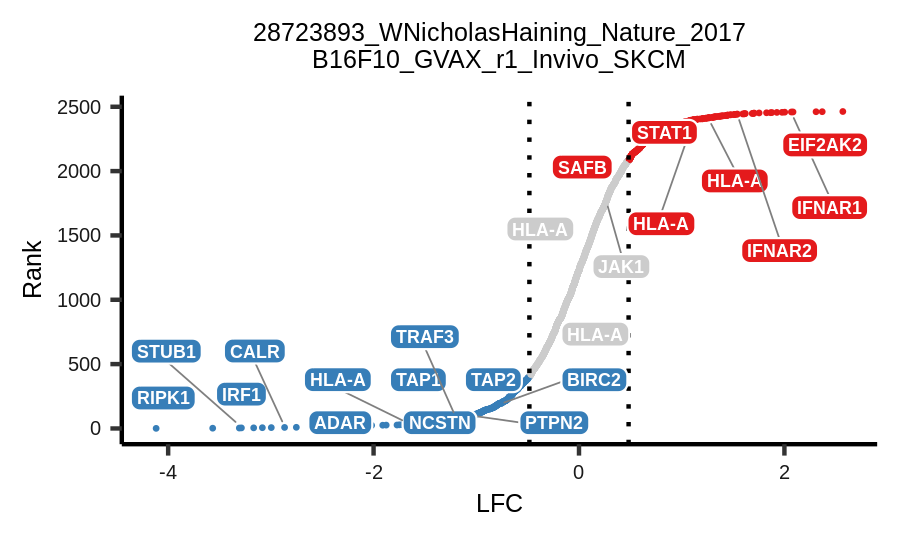 28723893_WNicholasHaining_Nature_2017
B16F10_GVAX_r1_Invivo_SKCM
2500
2000
1500
1000
500
0
Rank
STAT1
EIF2AK2
SAFB
HLA-A
IFNAR1
HLA-A
HLA-A
IFNAR2
JAK1
HLA-A
TRAF3
STUB1
CALR
HLA-A
TAP1
TAP2
BIRC2
RIPK1
IRF1
ADAR
NCSTN
PTPN2
-4
-2
0
2
LFC